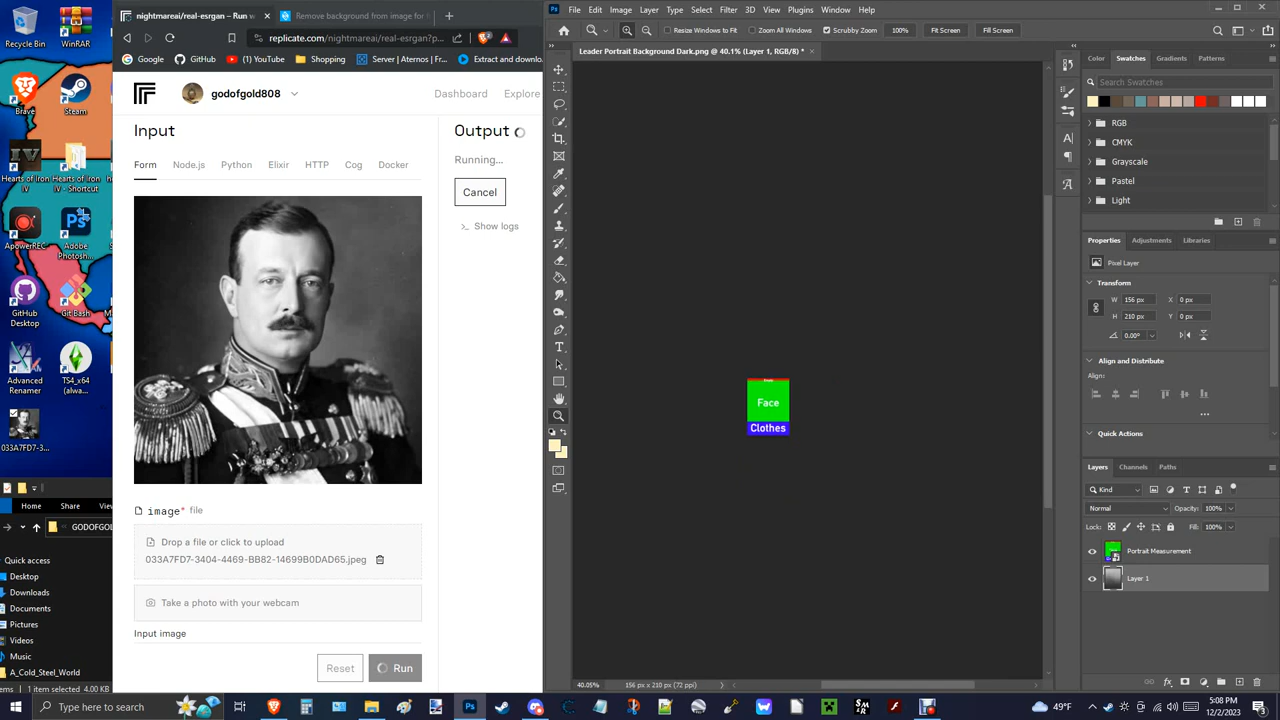 Recycle Bin
WinRAR
Brave
Steam
Hearts of Iron IV
Hearts of Iron IV - Shortcut
ApowerREC
Adobe Photosh...
GitHub Desktop
Git Bash
Advanced Renamer
TS4_x64 (alwa...
033A7FD7-3...
Home Share View
GODOFGOL
Quick access
Desktop
Downloads
Documents
Pictures
Videos
Music
A_Cold_Steel_World
1 item selected 4.00 KB
Type here to search
nightmareai/real-esrgan – Run w
Remove background from image for f
replicate.com/nightmareai/real-esrgan?p...
Google GitHub (1) YouTube Shopping Server | Aternos | Fr... Extract and downlo
godofgold808
Dashboard Explore
Input
Form Node.js Python Elixir HTTP Cog Docker
image* file
Drop a file or click to upload
033A7FD7-3404-4469-BB82-14699B0DAD65.jpeg
Take a photo with your webcam
Input image
Reset Run
Output
Running...
Cancel
Show logs
File Edit Image Layer Type Select Filter 3D View Plugins Window Help
Resize Windows to Fit Zoom All Windows Scrubby Zoom 100% Fit Screen Fill Screen
Leader Portrait Background Dark.png @ 40.1% (Layer 1, RGB/8) *
Face
Clothes
40.05% 156 px x 210 px (72 ppi)
Color Swatches Gradients Patterns
Search Swatches
RGB
CMYK
Grayscale
Pastel
Light
Properties Adjustments Libraries
Pixel Layer
Transform
W 156 px X 0 px
H 210 px Y 0 px
0.00°
Align and Distribute
Align:
Quick Actions
Layers Channels Paths
Kind
Normal Opacity: 100%
Lock: Fill: 100%
Portrait Measurement
Layer 1
49°F
5:08 PM
12/2/2023